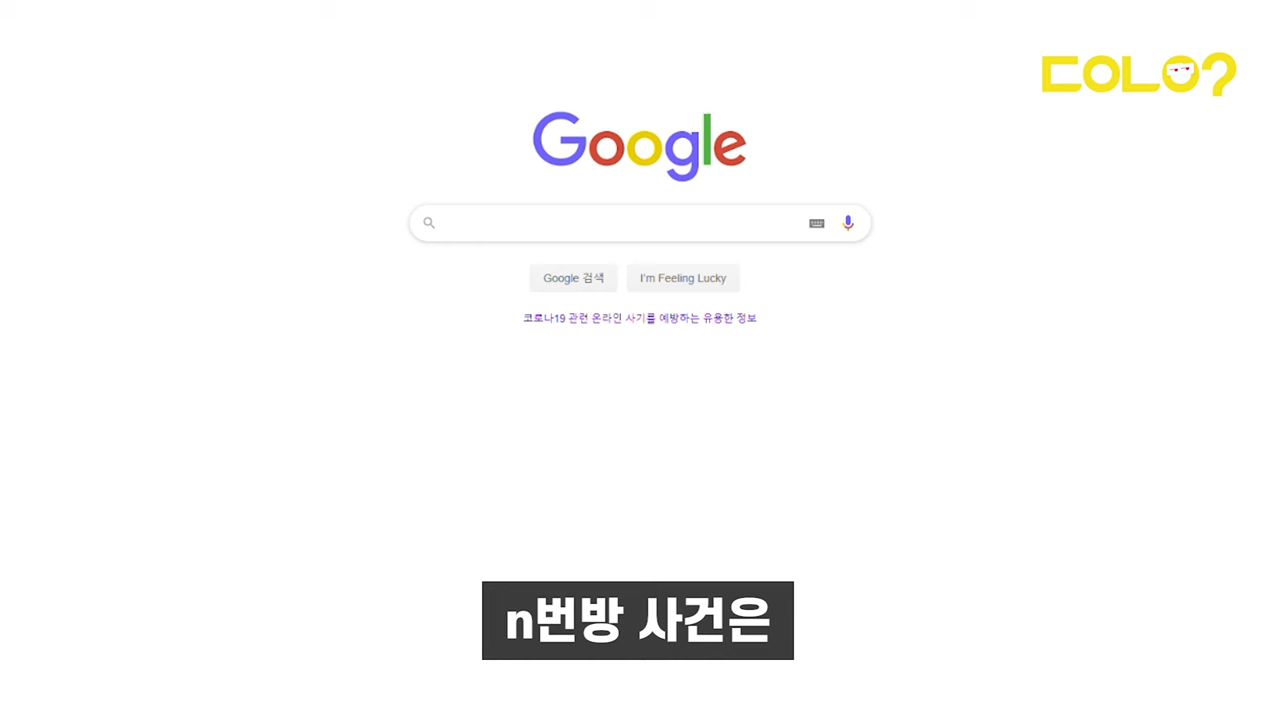 COLO?
Google
Google 검색
I'm Feeling Lucky
코로나19 관련 온라인 사기를 예방하는 유용한 정보
n번방 사건은